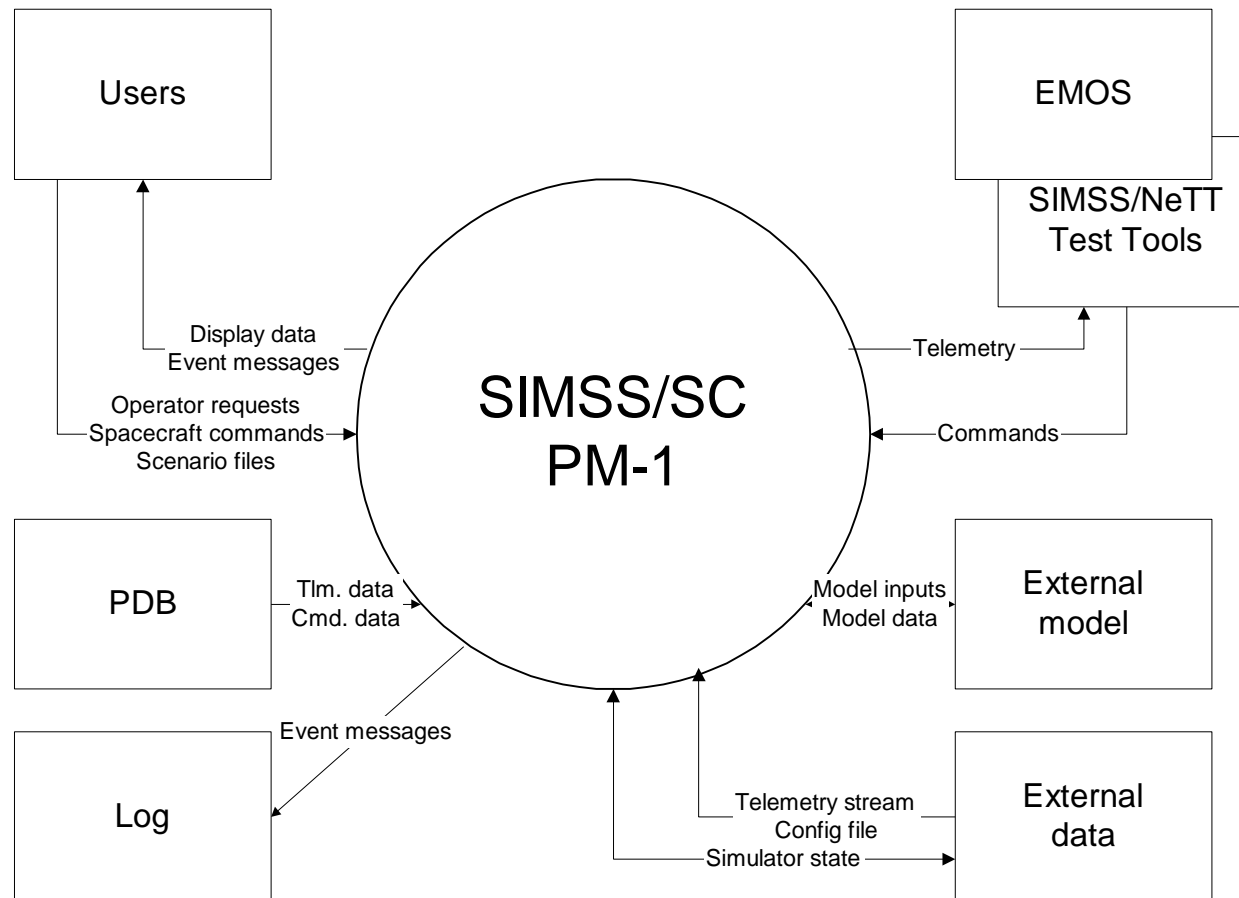 Users
EMOS
SIMSS/NeTT
Test Tools
Display data
Event messages
Telemetry
SIMSS/SC
PM-1
Operator requests
Spacecraft commands
Scenario files
Commands
PDB
Tlm. data
Cmd. data
Model inputs
Model data
External
model
Event messages
Log
Telemetry stream
Config file
Simulator state
External
data